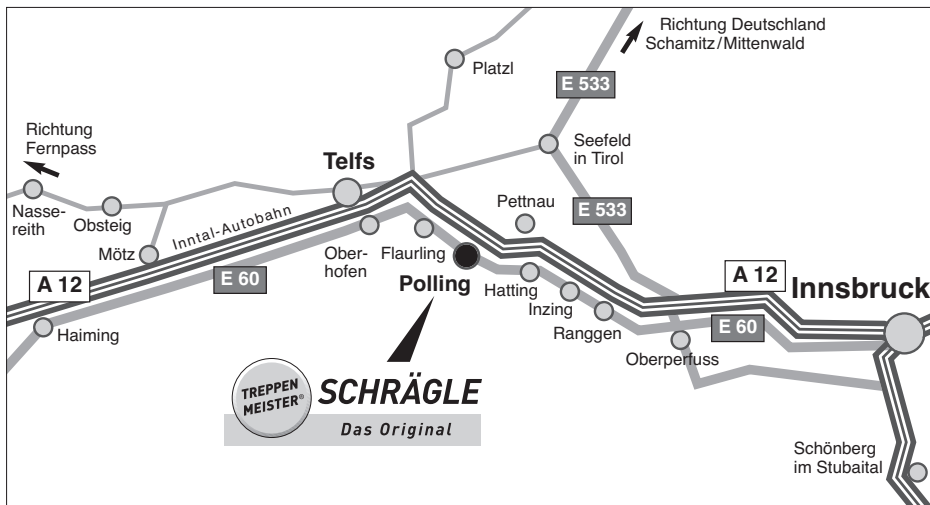 Richtung Deutschland
Scharnitz/Mittenwald
Platzl
E 533
Richtung
Fernpass
Telfs
Seefeld
in Tirol
Nasse-
reith
Obsteig
Mötz
Inntal-Autobahn
Pettnau
E 533
Ober-
hofen
Flaurling
Polling
A 12
E 60
Hatting
Inzing
Ranggen
A 12
Innsbruck
E 60
Haiming
Oberperfuss
TREPPEN
MEISTER®
SCHRÄGLE
Das Original
Schönberg
im Stubaital